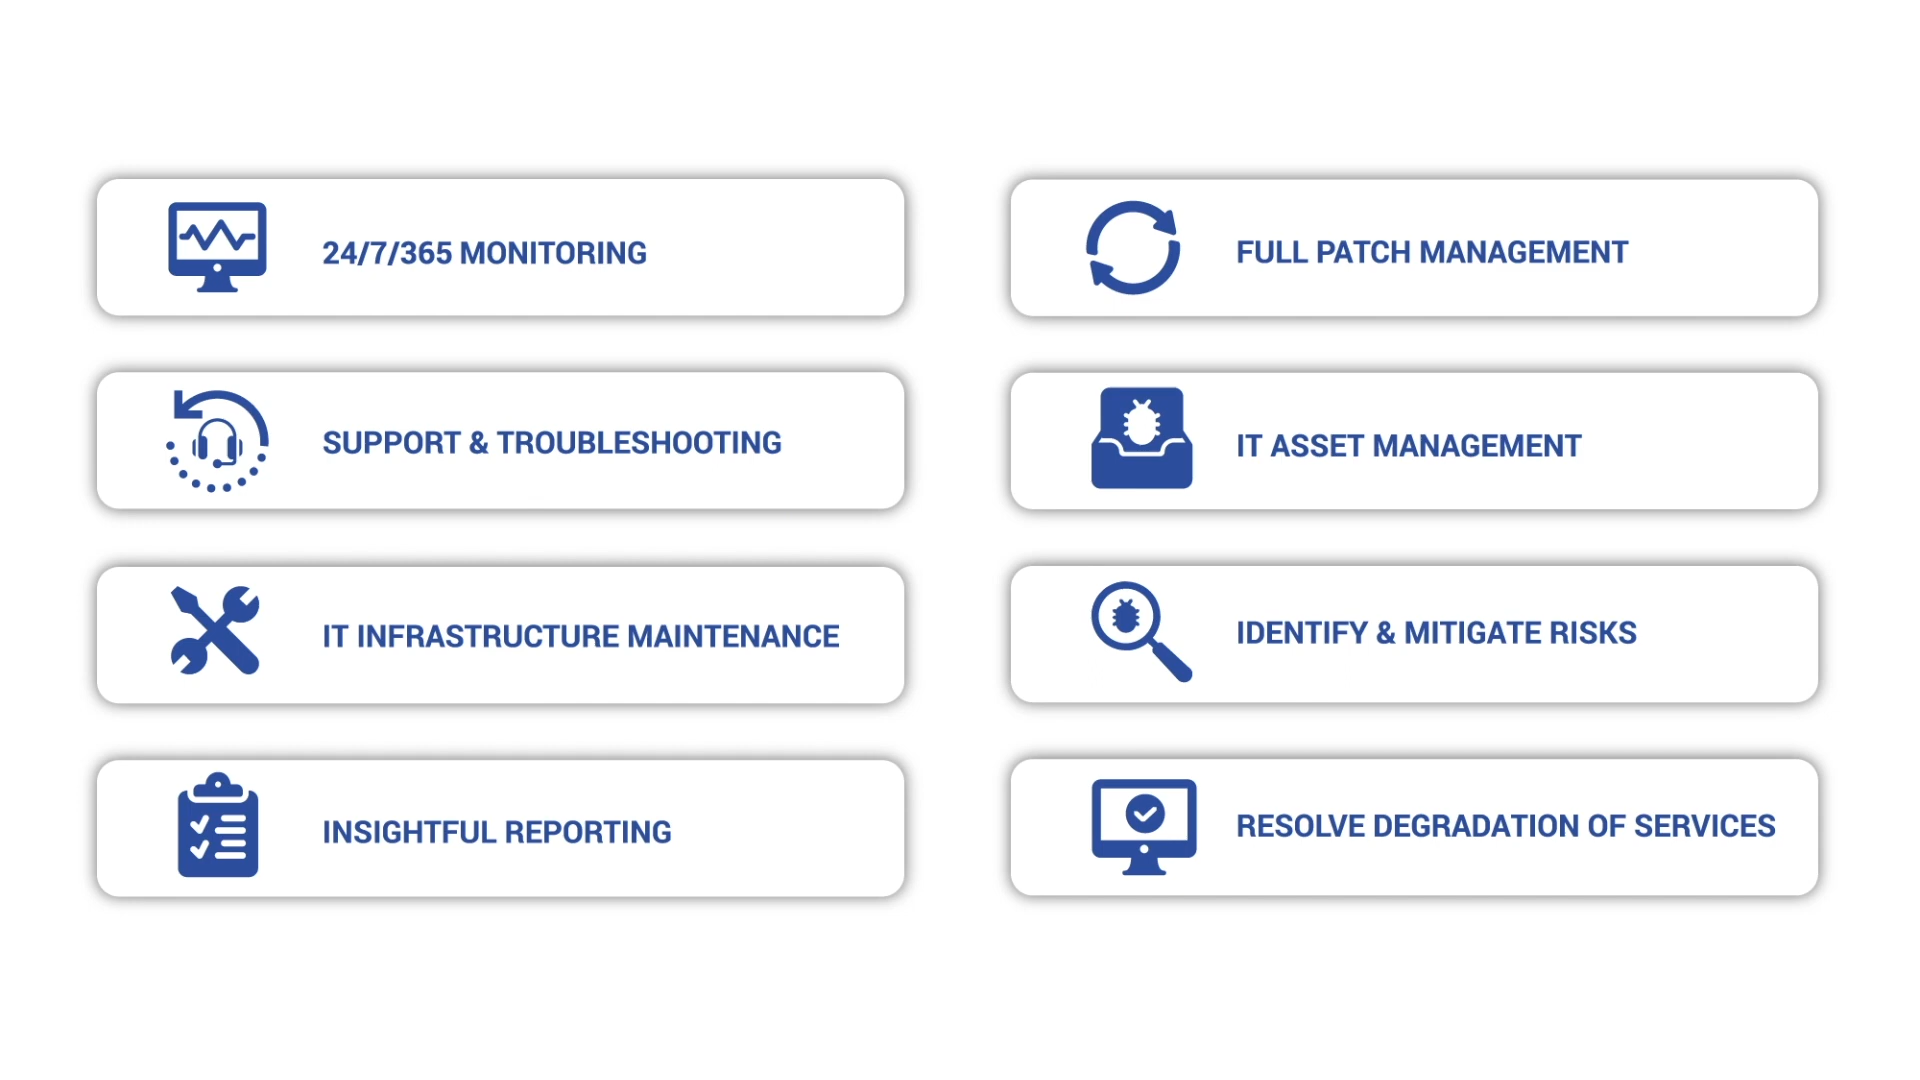 24/7/365 MONITORING
SUPPORT & TROUBLESHOOTING
IT INFRASTRUCTURE MAINTENANCE
INSIGHTFUL REPORTING
FULL PATCH MANAGEMENT
IT ASSET MANAGEMENT
IDENTIFY & MITIGATE RISKS
RESOLVE DEGRADATION OF SERVICES